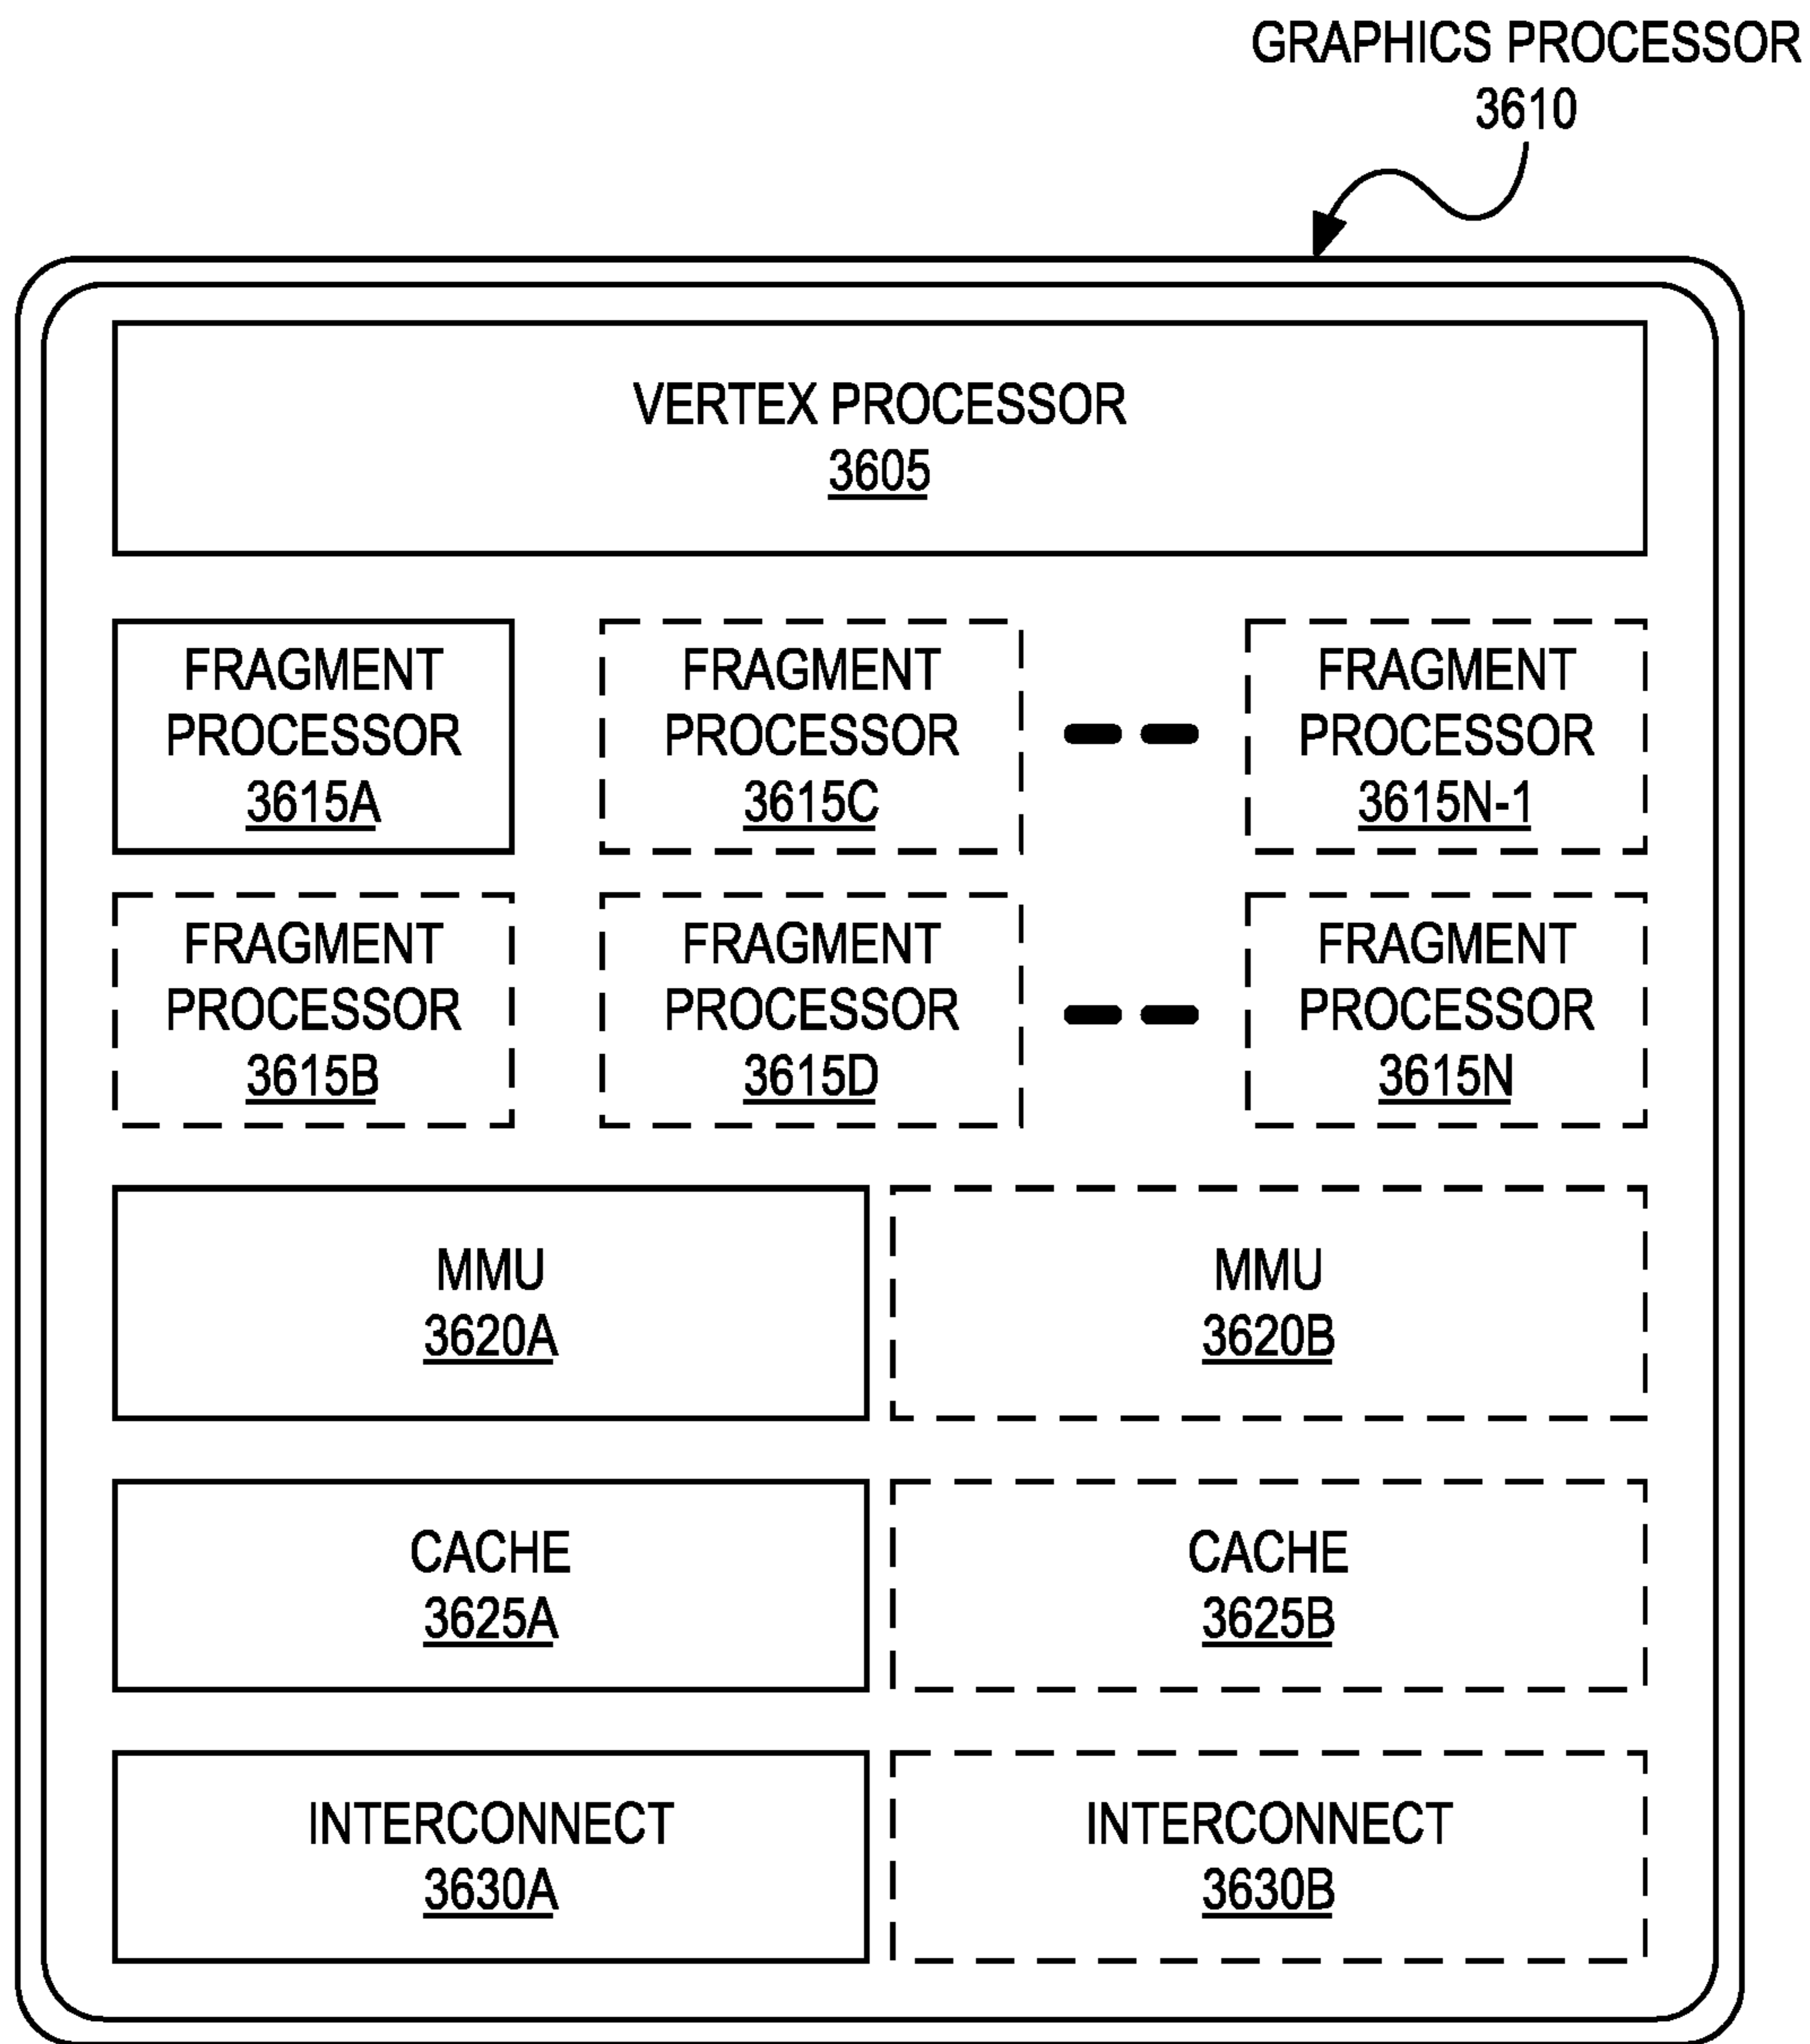 GRAPHICS PROCESSOR
3610
VERTEX PROCESSOR
3605
FRAGMENT
PROCESSOR
3615A
FRAGMENT
PROCESSOR
3615C
FRAGMENT
PROCESSOR
3615N-1
FRAGMENT
PROCESSOR
3615B
FRAGMENT
PROCESSOR
3615D
FRAGMENT
PROCESSOR
3615N
MMU
3620A
MMU
3620B
CACHE
3625A
CACHE
3625B
INTERCONNECT
3630A
INTERCONNECT
3630B